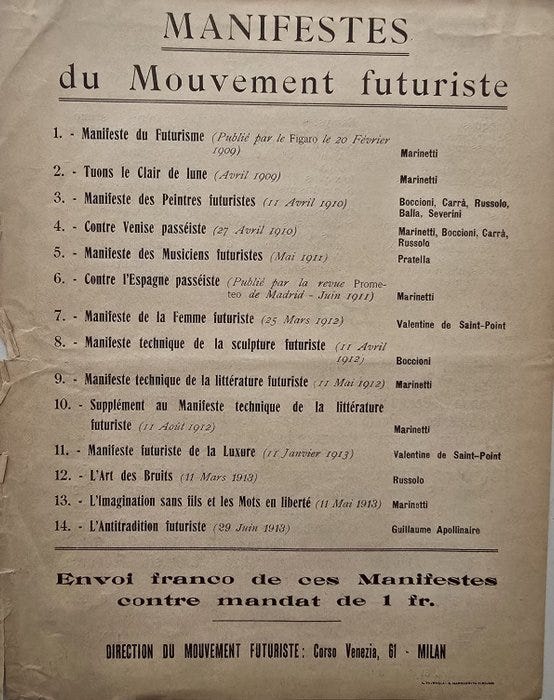 MANIFESTES
du Mouvement futuriste
1. - Manifeste du Futurisme (Publié par le Figaro le 20 Février
1909) Marinetti
2. - Tuons le Clair de lune (Avril 1909) Marinetti
3. - Manifeste des Peintres futuristes (11 Avril 1910) Boccioni, Carrà, Russolo,
Balla, Severini
4. - Contre Venise passéiste (27 Avril 1910) Marinetti, Boccioni, Carrà,
Russolo
5. - Manifeste des Musiciens futuristes (Mai 1911) Pratella
6. - Contre l'Espagne passéiste (Publié par la revue Prome-
teo de Madrid - Juin 1911) Marinetti
7. - Manifeste de la Femme futuriste (25 Mars 1912) Valentine de Saint-Point
8. - Manifeste technique de la sculpture futuriste (11 Avril
1912) Boccioni
9. - Manifeste technique de la littérature futuriste (11 Mai 1912) Marinetti
10. - Supplément au Manifeste technique de la littérature
futuriste (11 Août 1912) Marinetti
11. - Manifeste futuriste de la Luxure (11 Janvier 1913) Valentine de Saint-Point
12. - L'Art des Bruits (11 Mars 1913) Russolo
13. - L'Imagination sans fils et les Mots en liberté (11 Mai 1913) Marinetti
14. - L'Antitradition futuriste (29 Juin 1913) Guillaume Apollinaire
Envoi franco de ces Manifestes
contre mandat de 1 fr.
DIRECTION DU MOUVEMENT FUTURISTE: Corso Venezia, 61 - MILAN